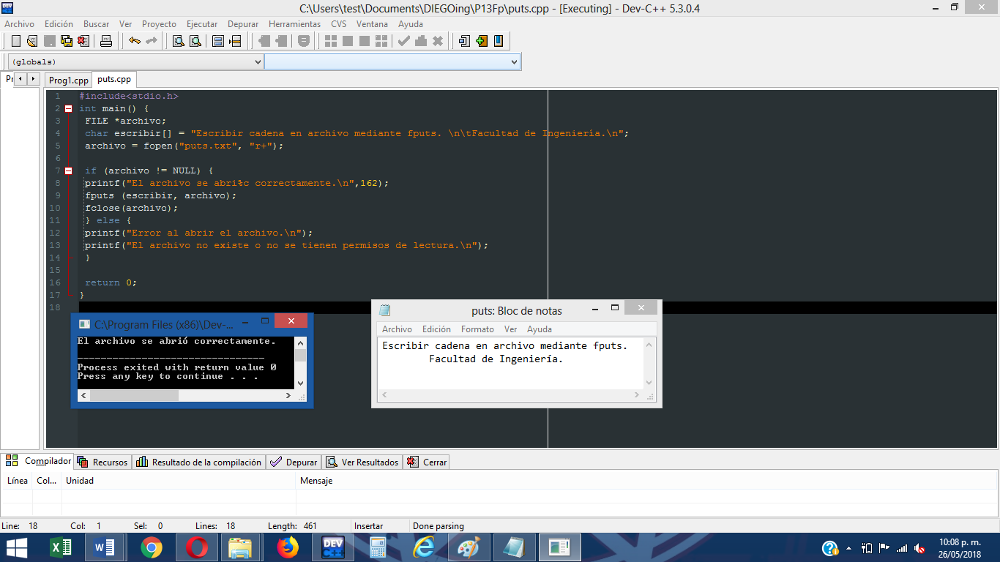 C:\Users\test\Documents\DIEGOing\P13Fp\puts.cpp - [Executing] - Dev-C++ 5.3.0.4
Archivo Edición Buscar Ver Proyecto Ejecutar Depurar Herramientas CVS Ventana Ayuda
(globals)
Pr
Prog1.cpp puts.cpp
1 #include<stdio.h>
2 int main() {
3 FILE *archivo;
4 char escribir[] = "Escribir cadena en archivo mediante fputs. \n\tFacultad de Ingeniería.\n";
5 archivo = fopen("puts.txt", "r+");
6
7 if (archivo != NULL) {
8 printf("El archivo se abri%c correctamente.\n",162);
9 fputs (escribir, archivo);
10 fclose(archivo);
11 } else {
12 printf("Error al abrir el archivo.\n");
13 printf("El archivo no existe o no se tienen permisos de lectura.\n");
14 }
15
16 return 0;
17 }
18
C:\Program Files (x86)\Dev-...
El archivo se abrió correctamente.
--------------------------------
Process exited with return value 0
Press any key to continue . . .
puts: Bloc de notas
Archivo Edición Formato Ver Ayuda
Escribir cadena en archivo mediante fputs.
Facultad de Ingeniería.
Compilador Recursos Resultado de la compilación Depurar Ver Resultados Cerrar
Línea Col... Unidad Mensaje
Line: 18 Col: 1 Sel: 0 Lines: 18 Length: 461 Insertar Done parsing
10:08 p. m.
26/05/2018